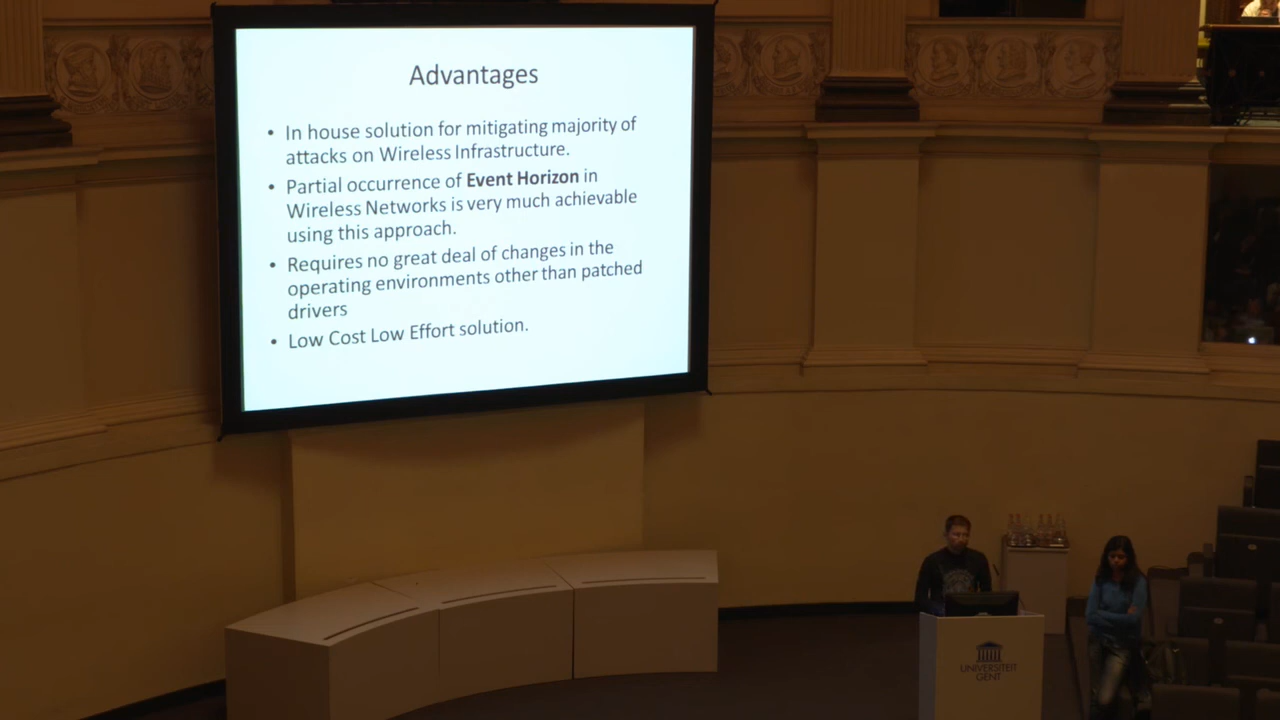 Advantages
• In house solution for mitigating majority of
attacks on Wireless Infrastructure.
• Partial occurrence of Event Horizon in
Wireless Networks is very much achievable
using this approach.
• Requires no great deal of changes in the
operating environments other than patched
drivers
• Low Cost Low Effort solution.
UNIVERSITEIT
GENT